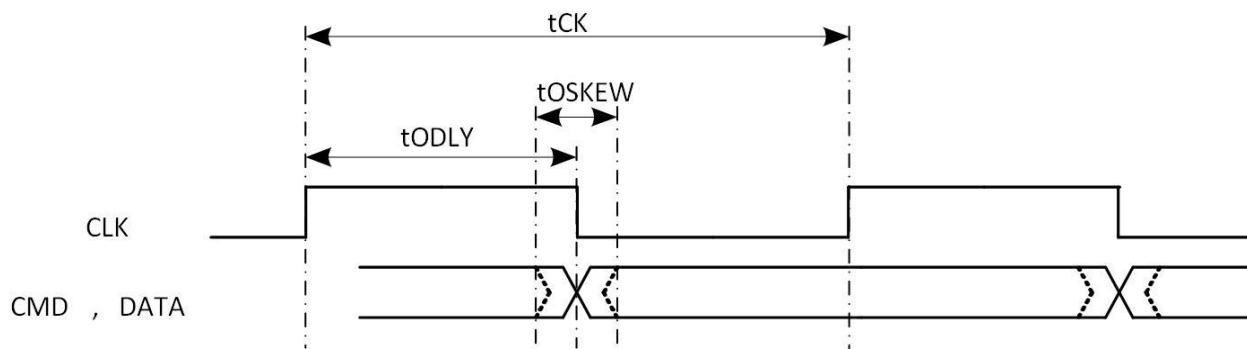 tCK
tOSKEW
tODLY
CLK
CMD , DATA